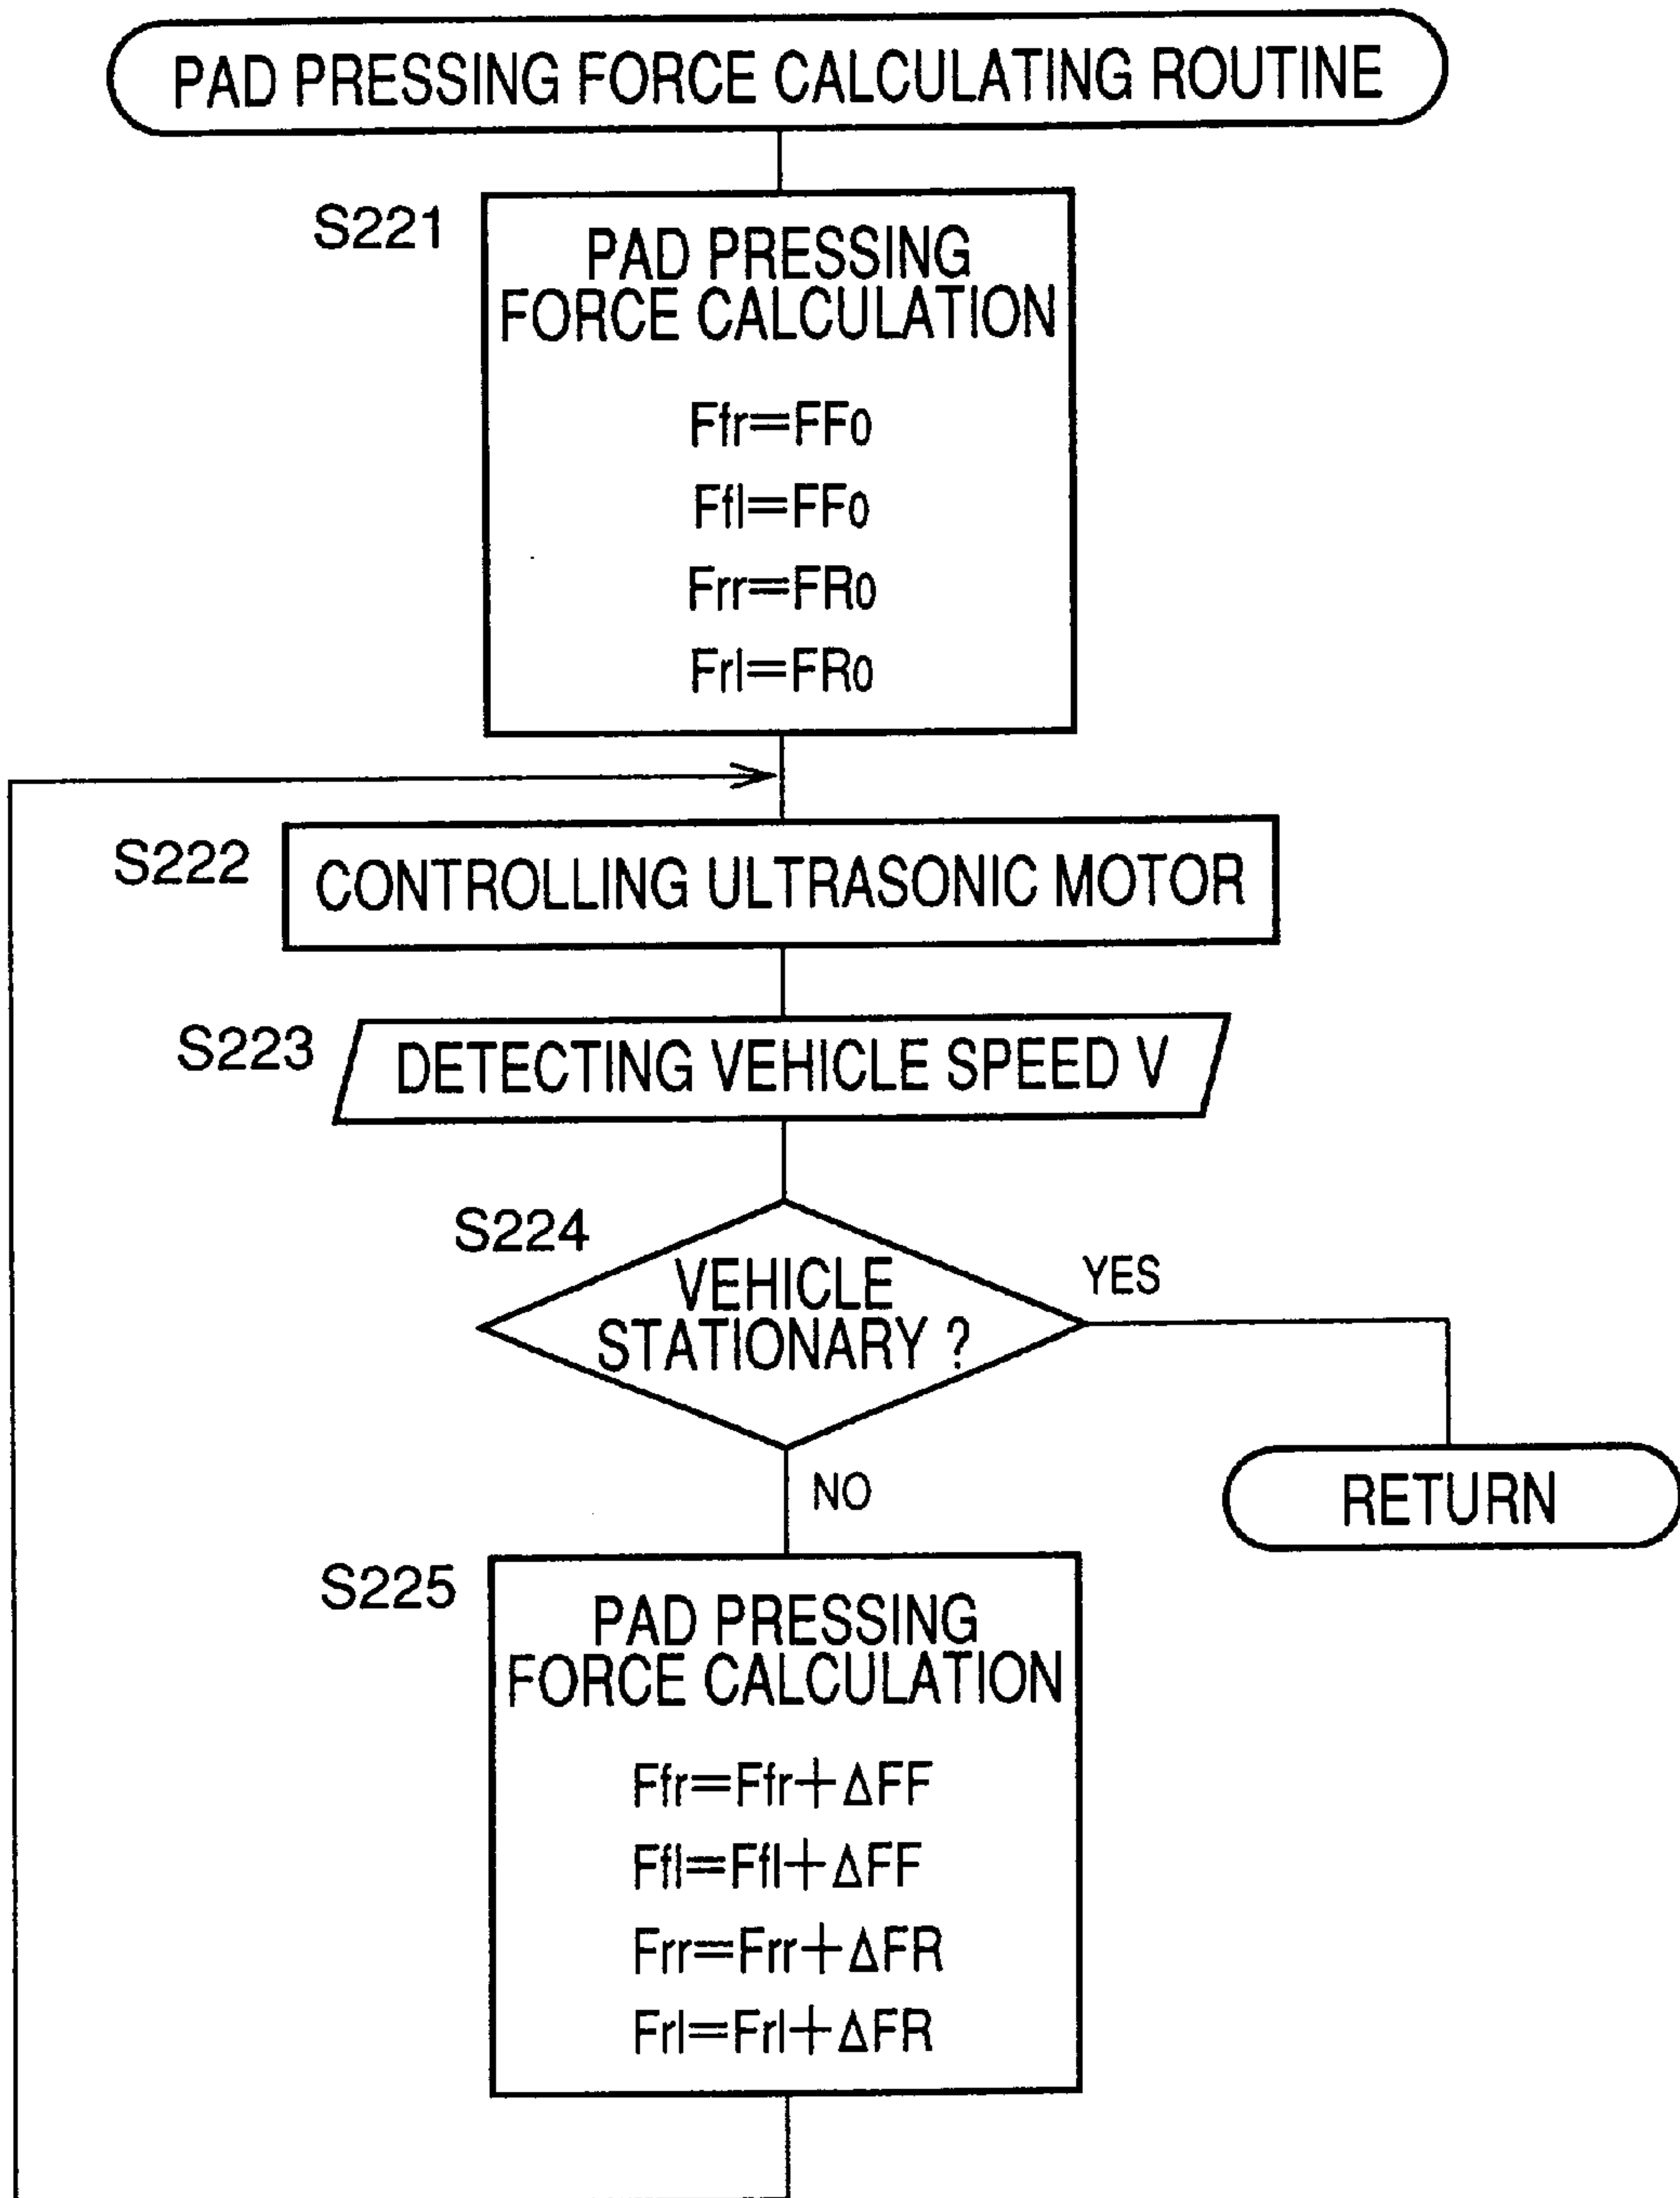 PAD PRESSING FORCE CALCULATING ROUTINE
S221
PAD PRESSING
FORCE CALCULATION
Ffr=FF0
Ffl=FF0
Frr=FR0
Frl=FR0
S222
CONTROLLING ULTRASONIC MOTOR
S223
DETECTING VEHICLE SPEED V
S224
VEHICLE
STATIONARY ?
YES
NO
RETURN
S225
PAD PRESSING
FORCE CALCULATION
Ffr=Ffr+ΔFF
Ffl=Ffl+ΔFF
Frr=Frr+ΔFR
Frl=Frl+ΔFR